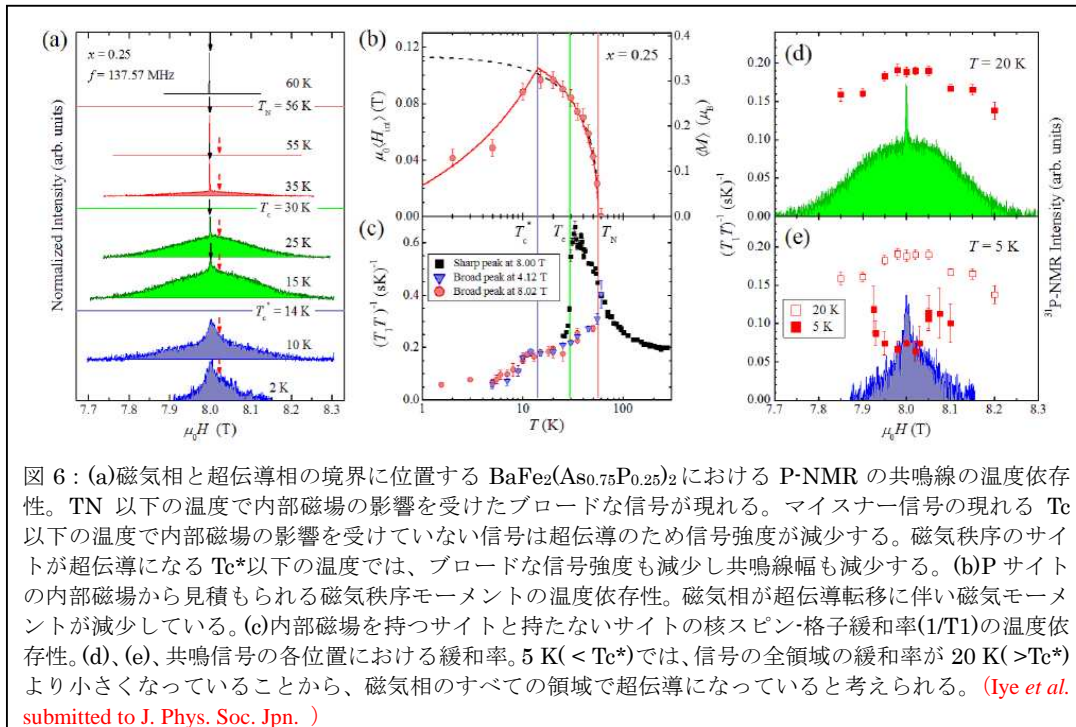 (a)
x = 0.25
f = 137.57 MHz
60 K
T_N = 56 K
55 K
35 K
T_c = 30 K
25 K
15 K
T_c^* = 14 K
10 K
2 K
Normalized Intensity (arb. units)
7.7 8.0 8.3
μ₀H (T)
(b)
x = 0.25
0.12
0.08
0.04
0.00
μ₀⟨H_int⟩ (T)
0.4
0.3
0.2
0.1
0.0
⟨M⟩ (μ_B)
T_c^* T_c T_N
(c)
Sharp peak at 8.00 T
Broad peak at 4.12 T
Broad peak at 8.02 T
0.6
0.4
0.2
0.0
(T₁T)⁻¹ (sK)⁻¹
1 10 100
T (K)
(d)
T = 20 K
0.20
0.15
0.10
0.05
0.00
(T₁T)⁻¹ (sK)⁻¹
³¹P-NMR Intensity (arb. units)
(e)
T = 5 K
20 K
5 K
0.20
0.15
0.10
0.05
0.00
7.7 7.8 7.9 8.0 8.1 8.2 8.3
μ₀H (T)
図 6：(a)磁気相と超伝導相の境界に位置する BaFe₂(As₀.₇₅P₀.₂₅)₂における P-NMR の共鳴線の温度依存
性。TN 以下の温度で内部磁場の影響を受けたブロードな信号が現れる。マイスナー信号の現れる Tc
以下の温度で内部磁場の影響を受けていない信号は超伝導のため信号強度が減少する。磁気秩序のサイ
トが超伝導になる Tc*以下の温度では、ブロードな信号強度も減少し共鳴線幅も減少する。(b)P サイト
の内部磁場から見積もられる磁気秩序モーメントの温度依存性。磁気相が超伝導転移に伴い磁気モーメ
ントが減少している。(c)内部磁場を持つサイトと持たないサイトの核スピン-格子緩和率(1/T1)の温度依
存性。(d)、(e)、共鳴信号の各位置における緩和率。5 K( < Tc*)では、信号の全領域の緩和率が 20 K( >Tc*)
より小さくなっていることから、磁気相のすべての領域で超伝導になっていると考えられる。（Iye et al.
submitted to J. Phys. Soc. Jpn. ）